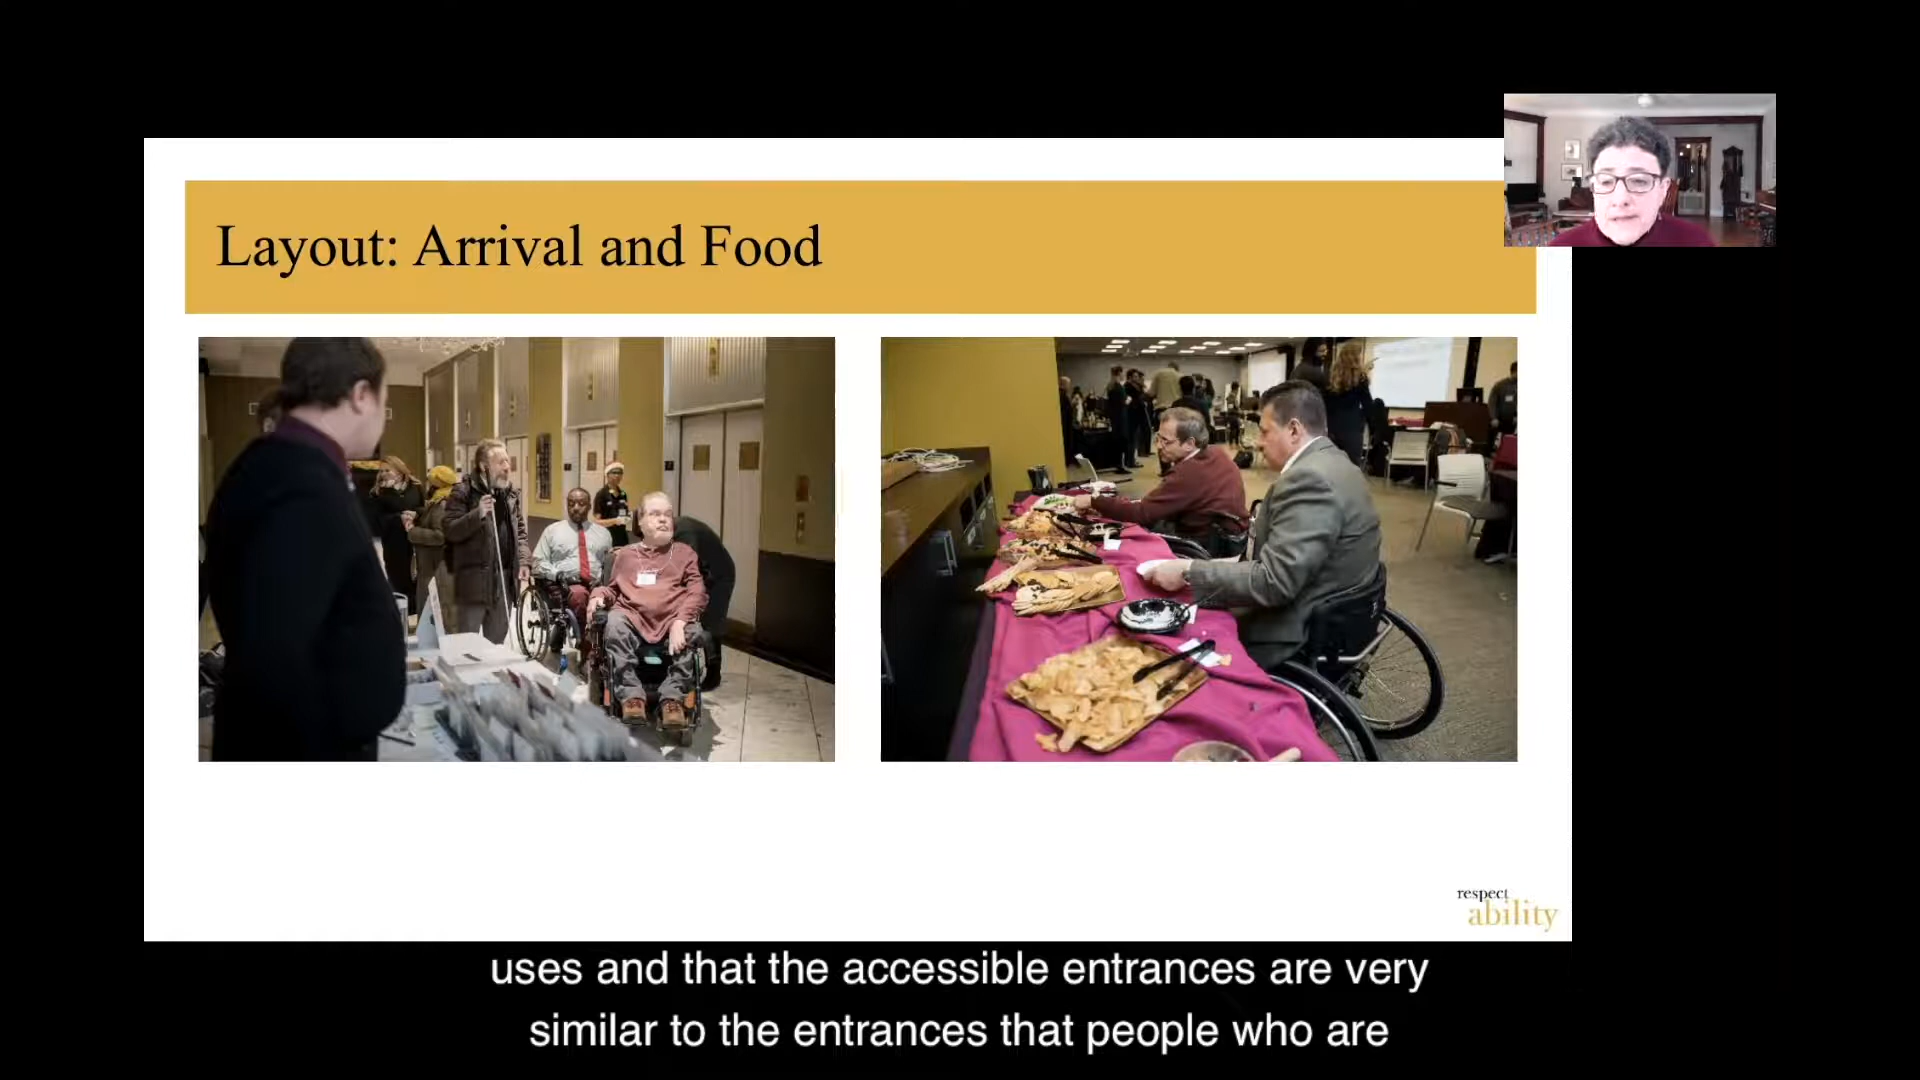 Layout: Arrival and Food
respect
ability
uses and that the accessible entrances are very
similar to the entrances that people who are